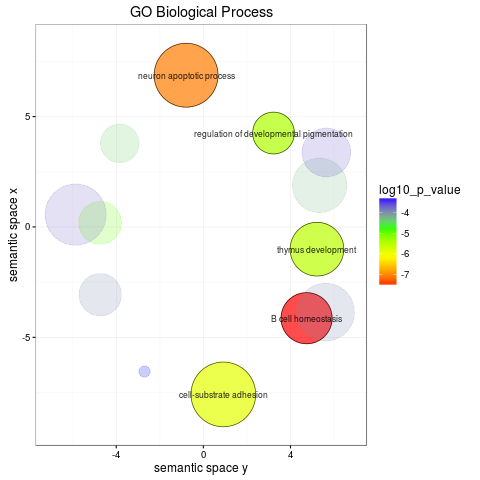 GO Biological Process
neuron apoptotic process
regulation of developmental pigmentation
thymus development
B cell homeostasis
cell-substrate adhesion
5
0
-5
-4
0
4
semantic space x
semantic space y
log10_p_value
-4
-5
-6
-7